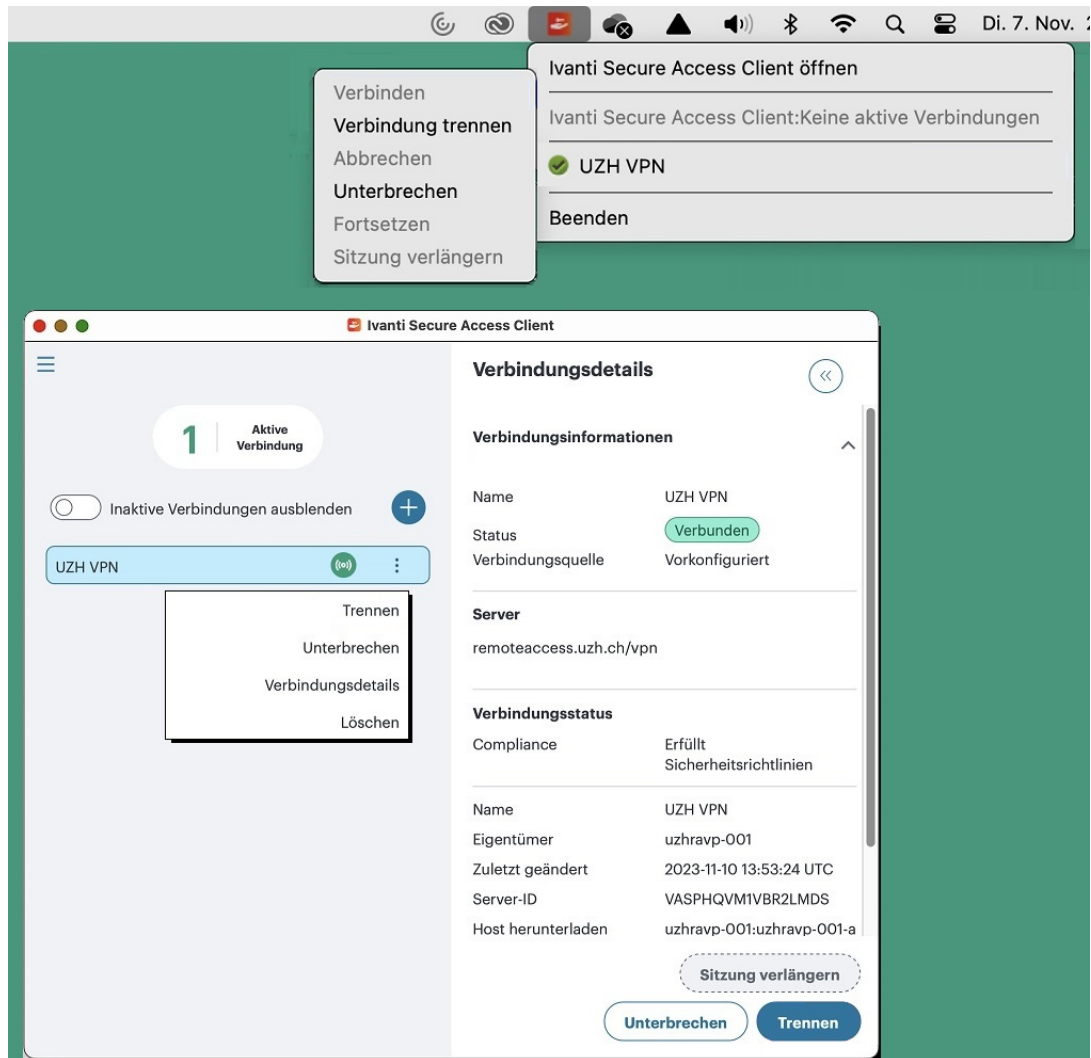 Di. 7. Nov.
Ivanti Secure Access Client öffnen
Ivanti Secure Access Client:Keine aktive Verbindungen
UZH VPN
Beenden
Verbinden
Verbindung trennen
Abbrechen
Unterbrechen
Fortsetzen
Sitzung verlängern
Ivanti Secure Access Client
1
Aktive
Verbindung
Inaktive Verbindungen ausblenden
UZH VPN
Trennen
Unterbrechen
Verbindungsdetails
Löschen
Verbindungsdetails
Verbindungsinformationen
Name UZH VPN
Status Verbunden
Verbindungsquelle Vorkonfiguriert
Server
remoteaccess.uzh.ch/vpn
Verbindungsstatus
Compliance Erfüllt
Sicherheitsrichtlinien
Name UZH VPN
Eigentümer uzhravp-001
Zuletzt geändert 2023-11-10 13:53:24 UTC
Server-ID VASPHQVM1VBR2LMDS
Host herunterladen uzhravp-001:uzhravp-001-a
Sitzung verlängern
Unterbrechen
Trennen